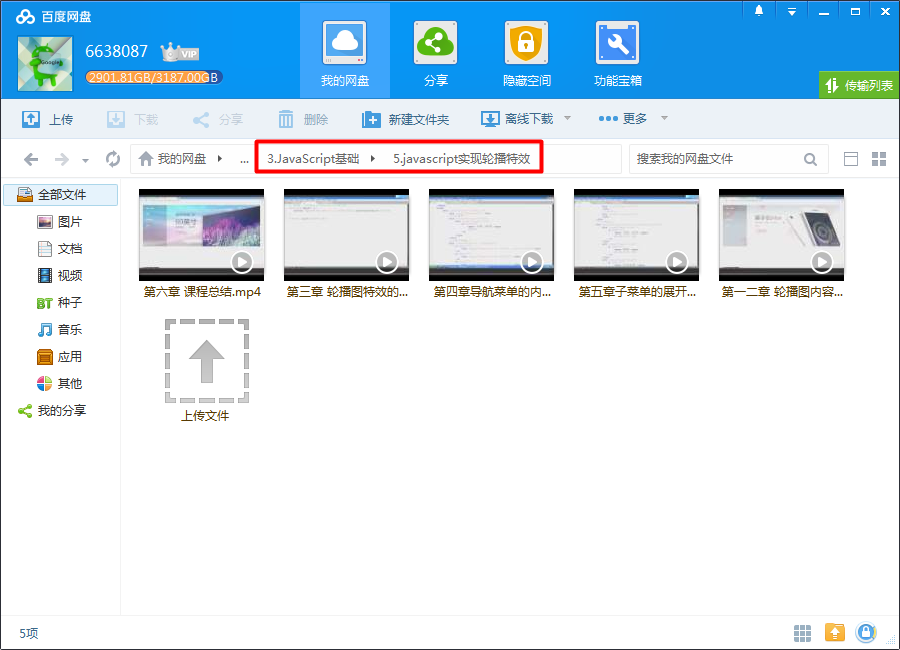 百度网盘
6638087 VIP
2901.81GB/3187.00GB
我的网盘
分享
隐藏空间
功能宝箱
传输列表
上传
下载
分享
删除
新建文件夹
离线下载
更多
我的网盘 ... 3.JavaScript基础 5.javascript实现轮播特效
搜索我的网盘文件
全部文件
图片
文档
视频
BT 种子
音乐
应用
其他
我的分享
第六章 课程总结.mp4
第三章 轮播图特效的...
第四章导航菜单的内...
第五章子菜单的展开...
第一二章 轮播图内容...
上传文件
5项